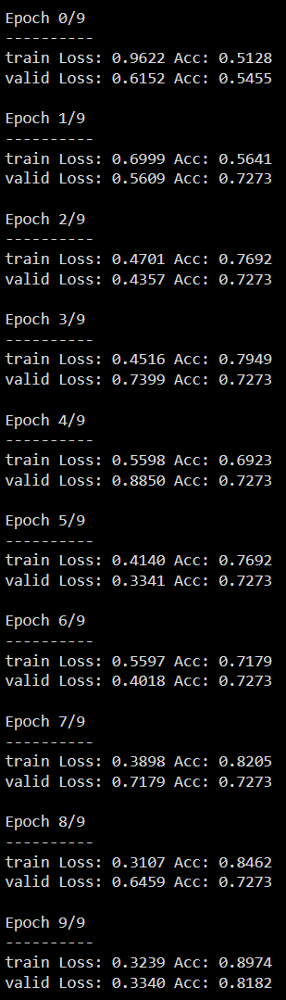 Epoch 0/9
----------
train Loss: 0.9622 Acc: 0.5128
valid Loss: 0.6152 Acc: 0.5455
Epoch 1/9
----------
train Loss: 0.6999 Acc: 0.5641
valid Loss: 0.5609 Acc: 0.7273
Epoch 2/9
----------
train Loss: 0.4701 Acc: 0.7692
valid Loss: 0.4357 Acc: 0.7273
Epoch 3/9
----------
train Loss: 0.4516 Acc: 0.7949
valid Loss: 0.7399 Acc: 0.7273
Epoch 4/9
----------
train Loss: 0.5598 Acc: 0.6923
valid Loss: 0.8850 Acc: 0.7273
Epoch 5/9
----------
train Loss: 0.4140 Acc: 0.7692
valid Loss: 0.3341 Acc: 0.7273
Epoch 6/9
----------
train Loss: 0.5597 Acc: 0.7179
valid Loss: 0.4018 Acc: 0.7273
Epoch 7/9
----------
train Loss: 0.3898 Acc: 0.8205
valid Loss: 0.7179 Acc: 0.7273
Epoch 8/9
----------
train Loss: 0.3107 Acc: 0.8462
valid Loss: 0.6459 Acc: 0.7273
Epoch 9/9
----------
train Loss: 0.3239 Acc: 0.8974
valid Loss: 0.3340 Acc: 0.8182